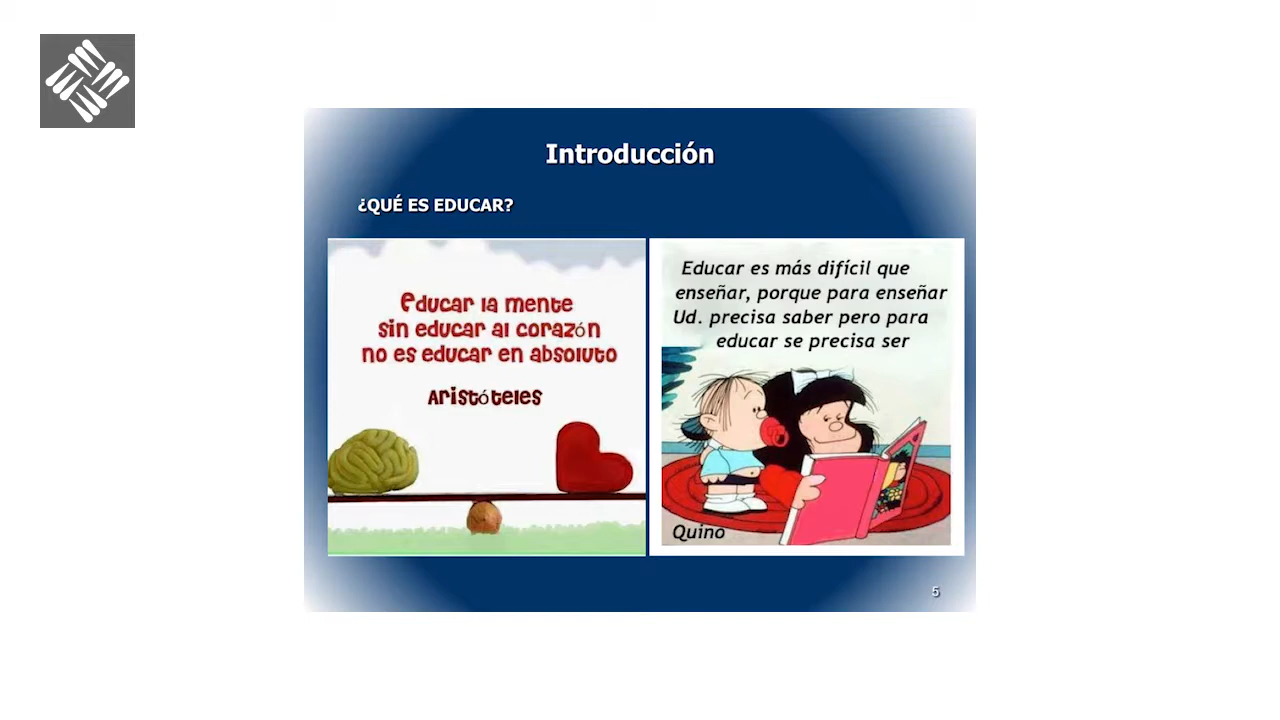 Introducción
¿QUÉ ES EDUCAR?
Educar la mente
sin educar al corazón
no es educar en absoluto
Aristóteles
Educar es más difícil que
enseñar, porque para enseñar
Ud. precisa saber pero para
educar se precisa ser
Quino
5